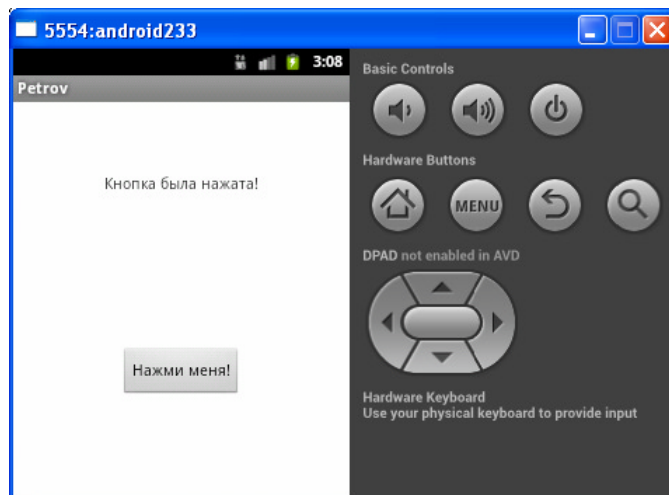 5554:android233
3:08
Petrov
Кнопка была нажата!
Нажми меня!
Basic Controls
Hardware Buttons
MENU
DPAD not enabled in AVD
Hardware Keyboard
Use your physical keyboard to provide input